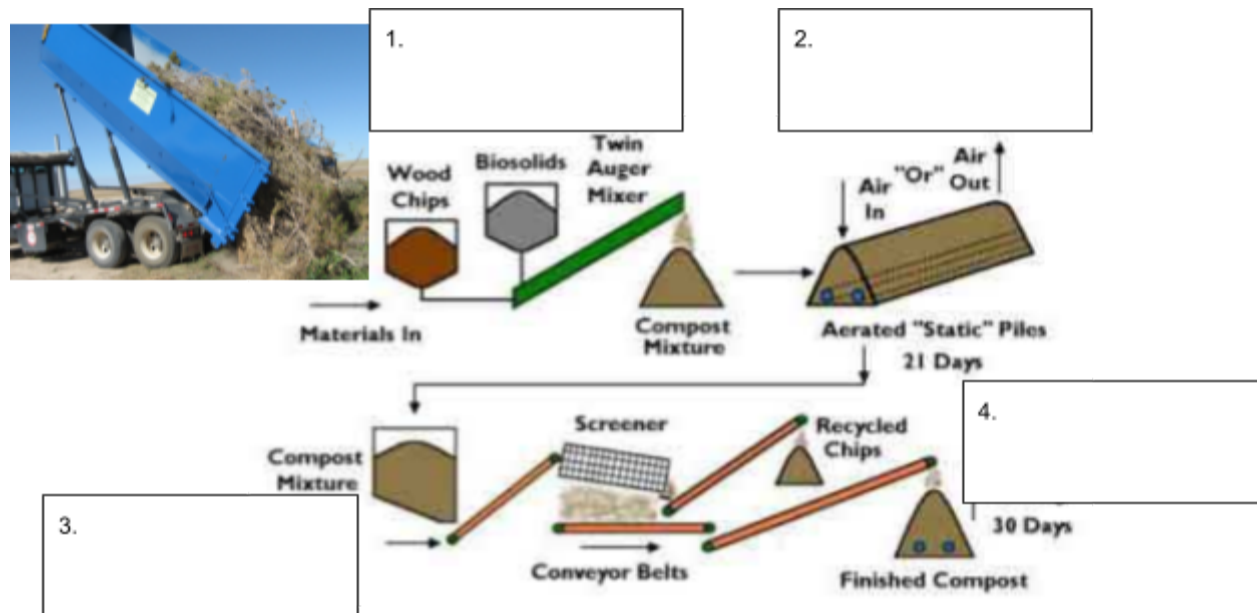 1.
2.
Wood
Chips
Biosolids
Twin
Auger
Mixer
Air
In
"Or"
Air
Out
Materials In
Compost
Mixture
Aerated "Static" Piles
21 Days
3.
Compost
Mixture
Screener
Recycled
Chips
4.
30 Days
Conveyor Belts
Finished Compost